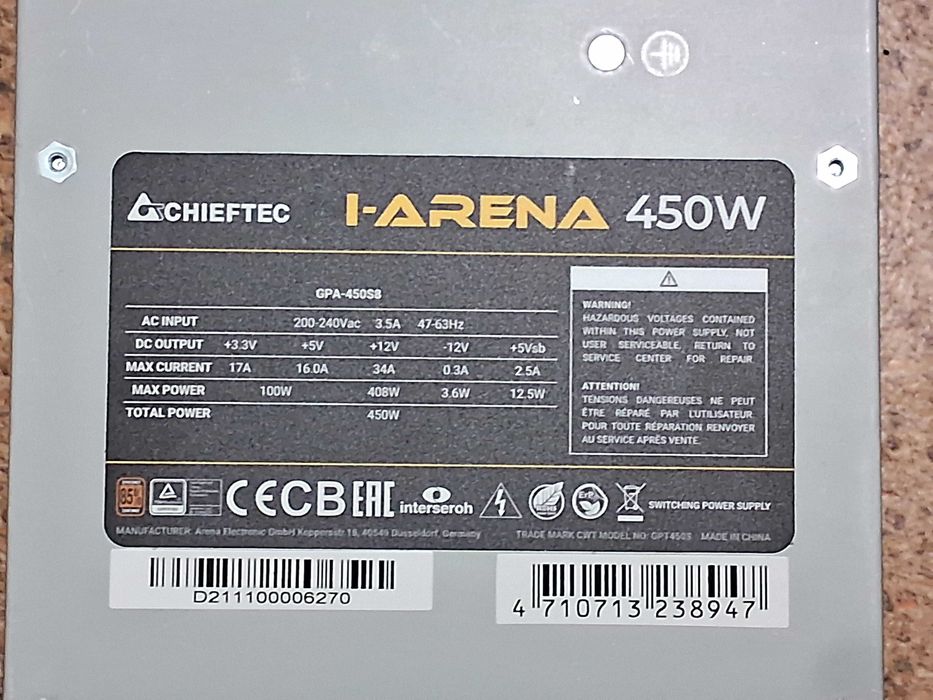 CHIEFTEC I-ARENA 450W
GPA-450S8
AC INPUT 200-240Vac 3.5A 47-63Hz
DC OUTPUT +3.3V +5V +12V -12V +5Vsb
MAX CURRENT 17A 16.0A 34A 0.3A 2.5A
MAX POWER 100W 408W 3.6W 12.5W
TOTAL POWER 450W
WARNING!
HAZARDOUS VOLTAGES CONTAINED
WITHIN THIS POWER SUPPLY, NOT
USER SERVICEABLE, RETURN TO
SERVICE CENTER FOR REPAIR.
ATTENTION!
TENSIONS DANGEREUSES NE PEUT
ÊTRE RÉPARÉ PAR L'UTILISATEUR.
POUR TOUTE RÉPARATION RENVOYER
AU SERVICE APRÈS VENTE.
85% CE CB EAC interseroh ErP SWITCHING POWER SUPPLY
MANUFACTURER: Arena Electronic GmbH Kappersstr. 18, 40549 Düsseldorf, Germany TRADE MARK CWT MODEL NO: GPT450S MADE IN CHINA
D211100006270
4 710713 238947